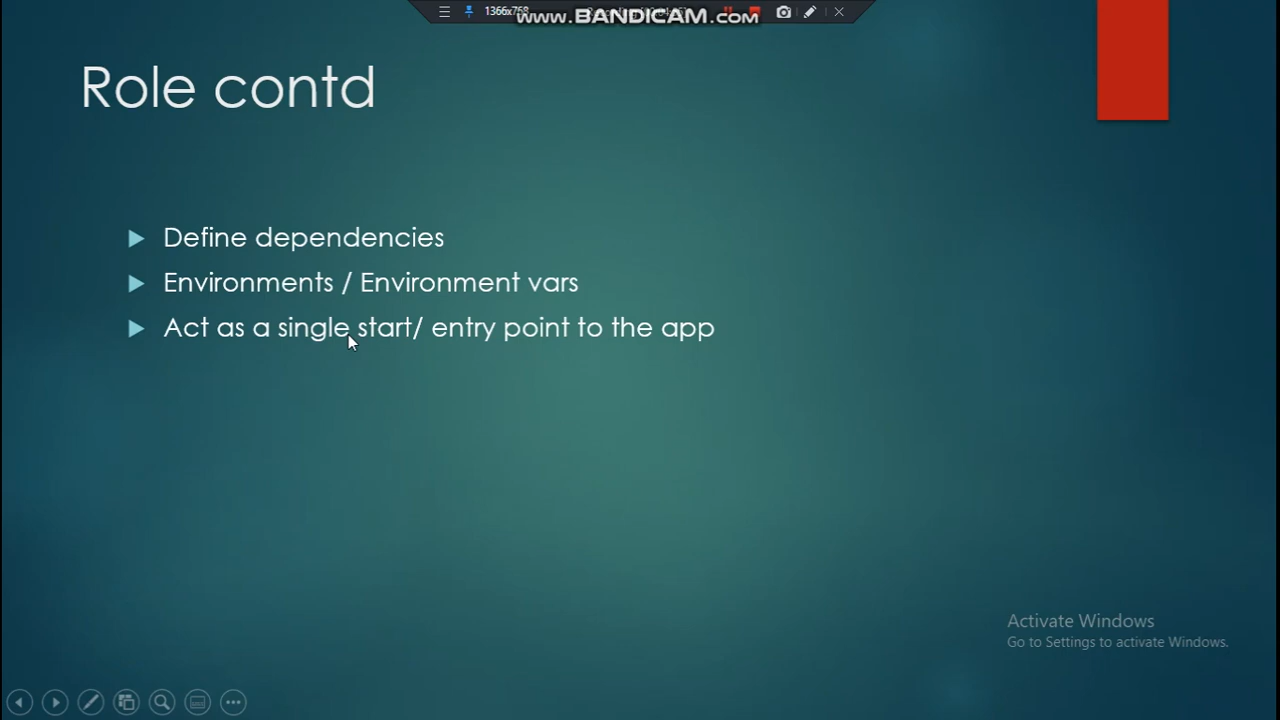 1366x768
www.BANDICAM.com
Role contd
Define dependencies
Environments / Environment vars
Act as a single start/ entry point to the app
Activate Windows
Go to Settings to activate Windows.